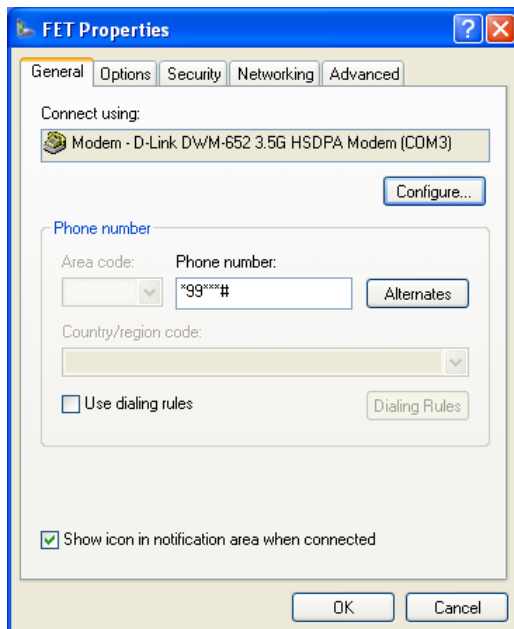 FET Properties
General Options Security Networking Advanced
Connect using:
Modem - D-Link DWM-652 3.5G HSDPA Modem (COM3)
Configure...
Phone number
Area code: Phone number:
*99***#
Alternates
Country/region code:
Use dialing rules
Dialing Rules
Show icon in notification area when connected
OK Cancel